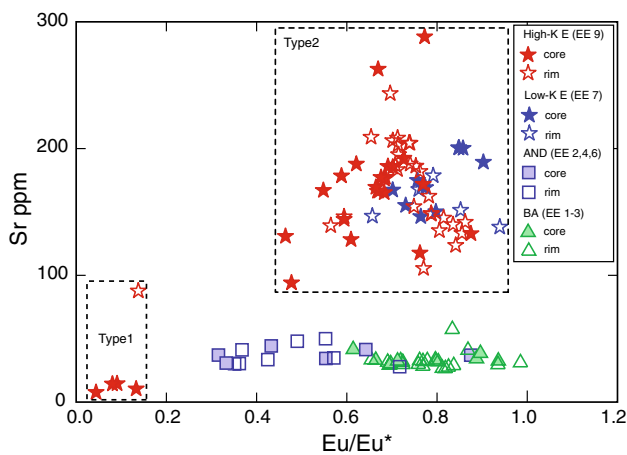 300
200
100
0
Sr ppm
0.0 0.2 0.4 0.6 0.8 1.0 1.2
Eu/Eu*
Type1
Type2
High-K E (EE 9)
core
rim
Low-K E (EE 7)
core
rim
AND (EE 2,4,6)
core
rim
BA (EE 1-3)
core
rim